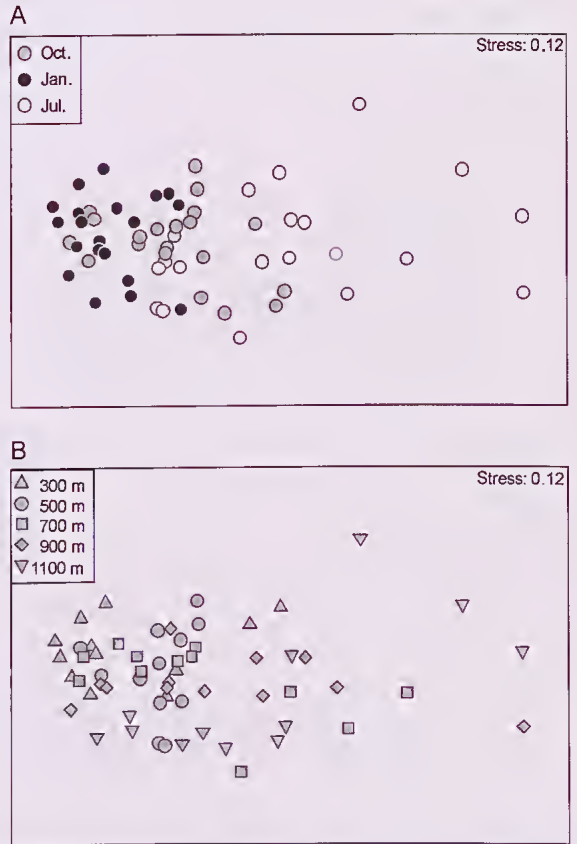 A
Stress: 0.12
Oct.
Jan.
Jul.
B
Stress: 0.12
300 m
500 m
700 m
900 m
1100 m